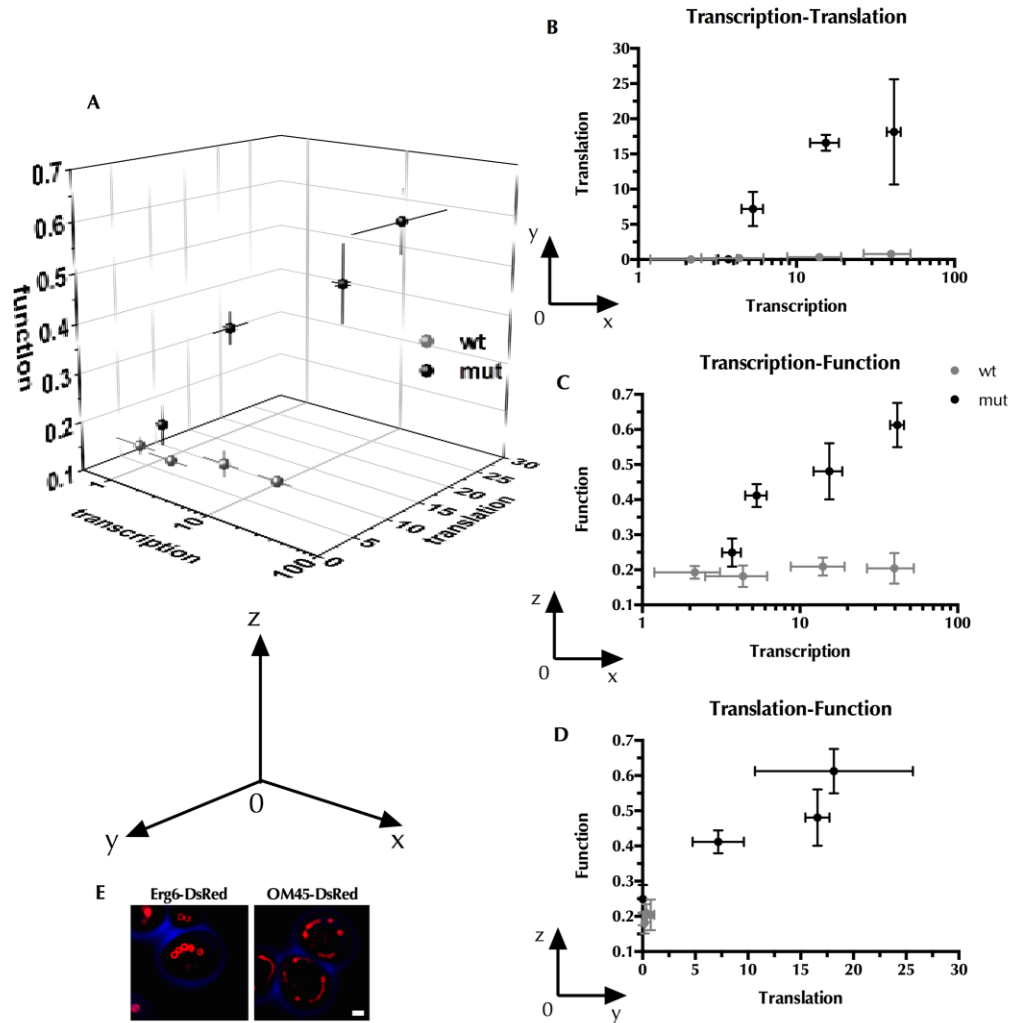 A
0.7
0.6
0.5
0.4
0.3
0.2
0.1
function
1
10
100
transcription
0
5
10
15
20
25
30
translation
wt
mut
z
0
y
x
B
Transcription-Translation
30
25
20
15
10
5
0
Translation
1
10
100
Transcription
y
0
x
C
Transcription-Function
0.7
0.6
0.5
0.4
0.3
0.2
0.1
Function
1
10
100
Transcription
wt
mut
z
0
x
D
Translation-Function
0.7
0.6
0.5
0.4
0.3
0.2
0.1
Function
0
5
10
15
20
25
30
Translation
z
0
y
E
Erg6-DsRed
OM45-DsRed